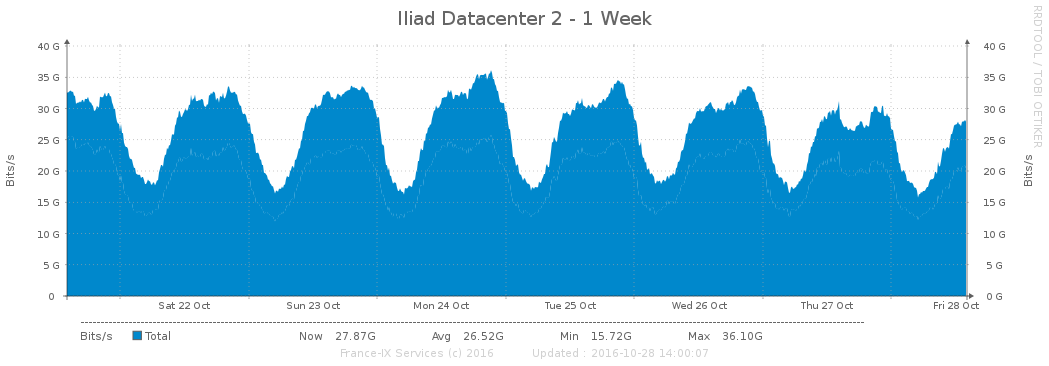 Iliad Datacenter 2 - 1 Week
RRDTOOL / TOBI OETIKER
Bits/s
40 G
35 G
30 G
25 G
20 G
15 G
10 G
5 G
0
40 G
35 G
30 G
25 G
20 G
15 G
10 G
5 G
0 G
Bits/s
Sat 22 Oct Sun 23 Oct Mon 24 Oct Tue 25 Oct Wed 26 Oct Thu 27 Oct Fri 28 Oct
Bits/s Total Now 27.87G Avg 26.52G Min 15.72G Max 36.10G
France-IX Services (c) 2016 Updated : 2016-10-28 14:00:07